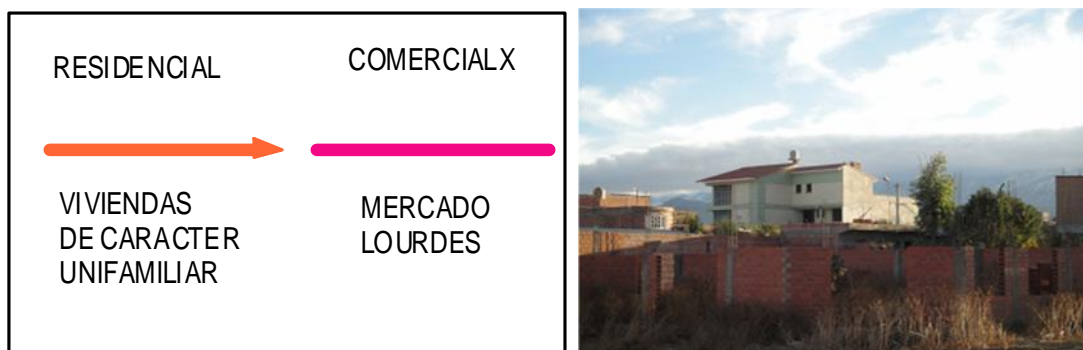 RESIDENCIAL
COMERCIALX
VIVIENDAS
DE CARACTER
UNIFAMILIAR
MERCADO
LOURDES